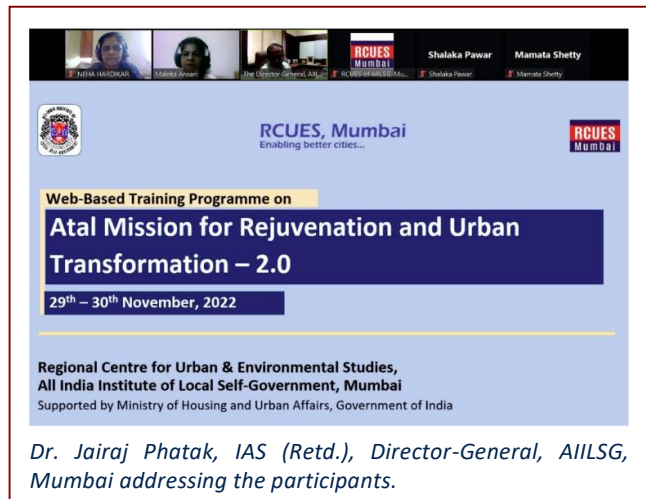 NEHA HARDIKAR
Maleka Ansari
The Director General, AIIL...
RCUES
Mumbai
RCUES of AIILSG, Mu...
Shalaka Pawar
Shalaka Pawar
Mamata Shetty
Mamata Shetty
RCUES, Mumbai
Enabling better cities...
RCUES
Mumbai
Web-Based Training Programme on
Atal Mission for Rejuvenation and Urban
Transformation – 2.0
29th – 30th November, 2022
Regional Centre for Urban & Environmental Studies,
All India Institute of Local Self-Government, Mumbai
Supported by Ministry of Housing and Urban Affairs, Government of India
Dr. Jairaj Phatak, IAS (Retd.), Director-General, AIILSG,
Mumbai addressing the participants.